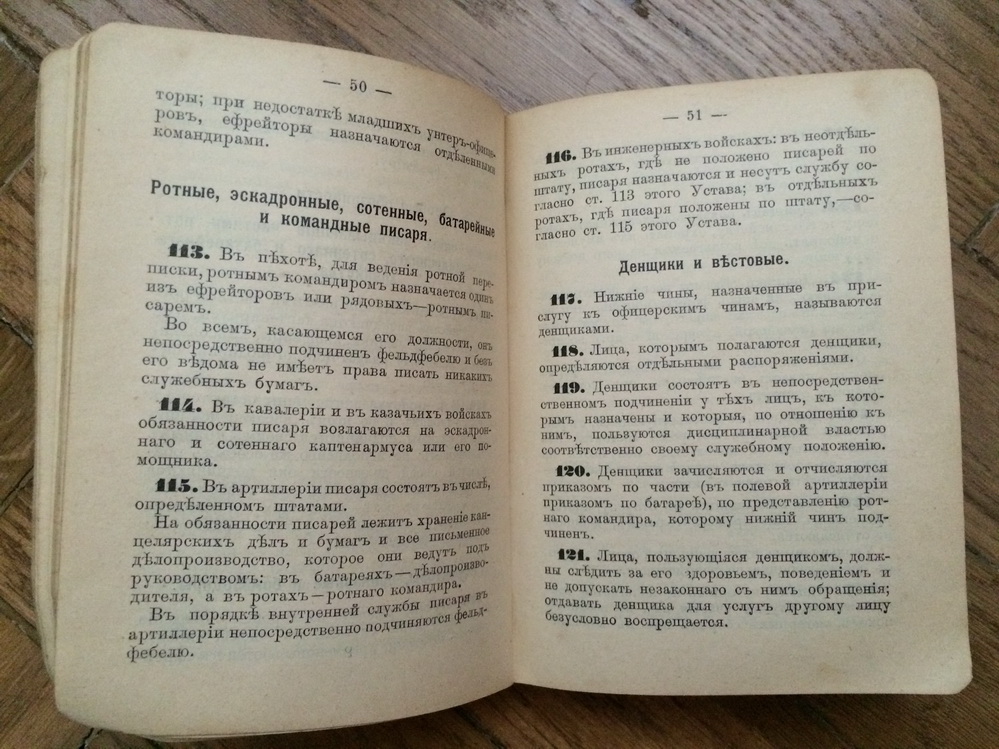 — 50 —
торы; при недостаткѣ младшихъ унтеръ-офице-
ровъ, ефрейторы назначаются отдѣленными
командирами.
Ротные, эскадронные, сотенные, батарейные
и командные писаря.
113. Въ пѣхотѣ, для веденія ротной пере-
писки, ротнымъ командиромъ назначается одинъ
изъ ефрейторовъ или рядовыхъ—ротнымъ пи-
саремъ.
Во всемъ, касающемся его должности, онъ
непосредственно подчиненъ фельдфебелю и безъ
его вѣдома не имѣетъ права писать никакихъ
служебныхъ бумагъ.
114. Въ кавалеріи и въ казачьихъ войскахъ
обязанности писаря возлагаются на эскадрон-
наго и сотеннаго каптенармуса или его по-
мощника.
115. Въ артиллеріи писаря состоятъ въ числѣ,
опредѣленномъ штатами.
На обязанности писарей лежитъ храненіе кан-
целярскихъ дѣлъ и бумагъ и все письменное
дѣлопроизводство, которое они ведутъ подъ
руководствомъ: въ батареяхъ—дѣлопроизво-
дителя, а въ ротахъ—ротнаго командира.
Въ порядкѣ внутренней службы писаря въ
артиллеріи непосредственно подчиняются фельд-
фебелю.
— 51 —
116. Въ инженерныхъ войскахъ: въ неотдѣль-
ныхъ ротахъ, гдѣ не положено писарей по
штату, писаря назначаются и несутъ службу со-
гласно ст. 113 этого Устава; въ отдѣльныхъ
ротахъ, гдѣ писаря положены по штату,—со-
гласно ст. 115 этого Устава.
Денщики и вѣстовые.
117. Нижніе чины, назначенные въ при-
слугу къ офицерскимъ чинамъ, называются
денщиками.
118. Лица, которымъ полагаются денщики,
опредѣляются отдѣльными распоряженіями.
119. Денщики состоятъ въ непосредствен-
ственномъ подчиненіи у тѣхъ лицъ, къ кото-
рымъ назначены и которыя, по отношенію къ
нимъ, пользуются дисциплинарной властью
соотвѣтственно своему служебному положенію.
120. Денщики зачисляются и отчисляются
приказомъ по части (въ полевой артиллеріи
приказомъ по батареѣ), по представленію рот-
наго командира, которому нижній чинъ под-
чиненъ.
121. Лица, пользующіяся денщикомъ, долж-
ны слѣдить за его здоровьемъ, поведеніемъ и
не допускать незаконнаго съ нимъ обращенія;
отдавать денщика для услугъ другому лицу
безусловно воспрещается.